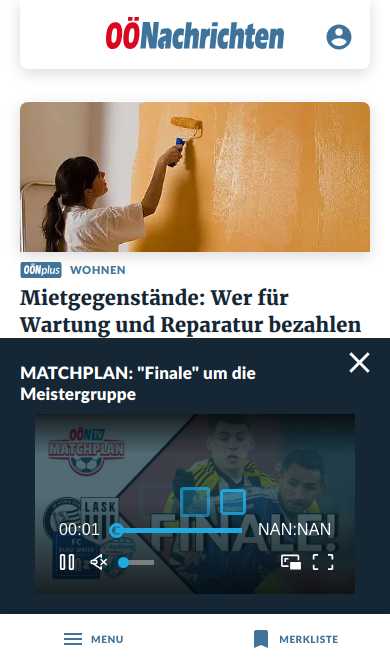 OÖNachrichten
OÖNplus WOHNEN
Mietgegenstände: Wer für
Wartung und Reparatur bezahlen
MATCHPLAN: "Finale" um die
Meistergruppe
OÖN TV
MATCHPLAN
LASK
FC
FINALE!
00:01
NAN:NAN
MENU
MERKLISTE